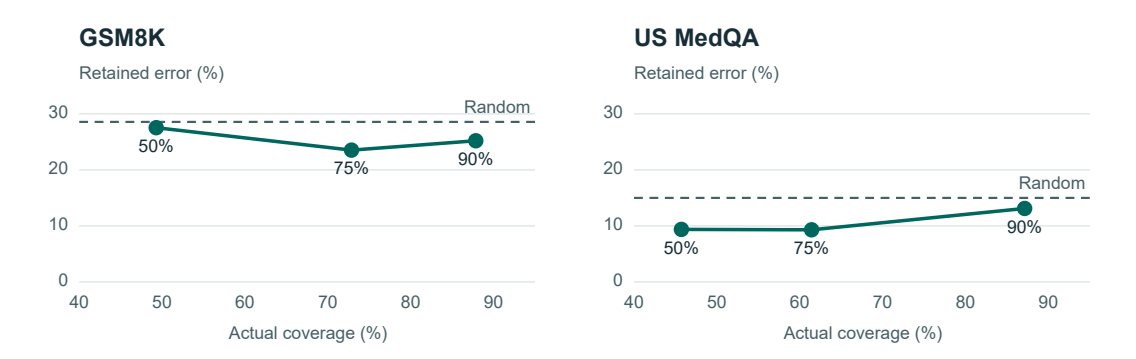 GSM8K
Retained error (%)
30
Random
50%
90%
75%
20
10
0
40 50 60 70 80 90
Actual coverage (%)
US MedQA
Retained error (%)
30
20
Random
10
90%
50% 75%
0
40 50 60 70 80 90
Actual coverage (%)